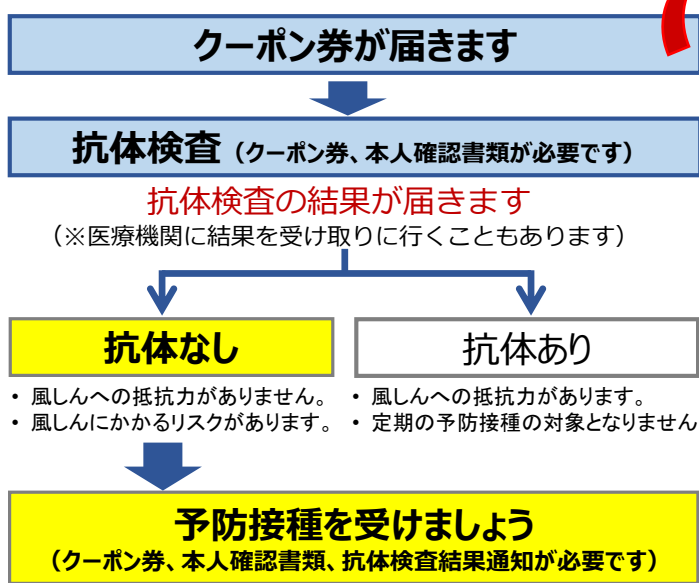 クーポン券が届きます
抗体検査（クーポン券、本人確認書類が必要です）
抗体検査の結果が届きます
（※医療機関に結果を受け取りに行くこともあります）
抗体なし
抗体あり
• 風しんへの抵抗力がありません。
• 風しんにかかるリスクがあります。
• 風しんへの抵抗力があります。
• 定期の予防接種の対象となりません
予防接種を受けましょう
（クーポン券、本人確認書類、抗体検査結果通知が必要です）